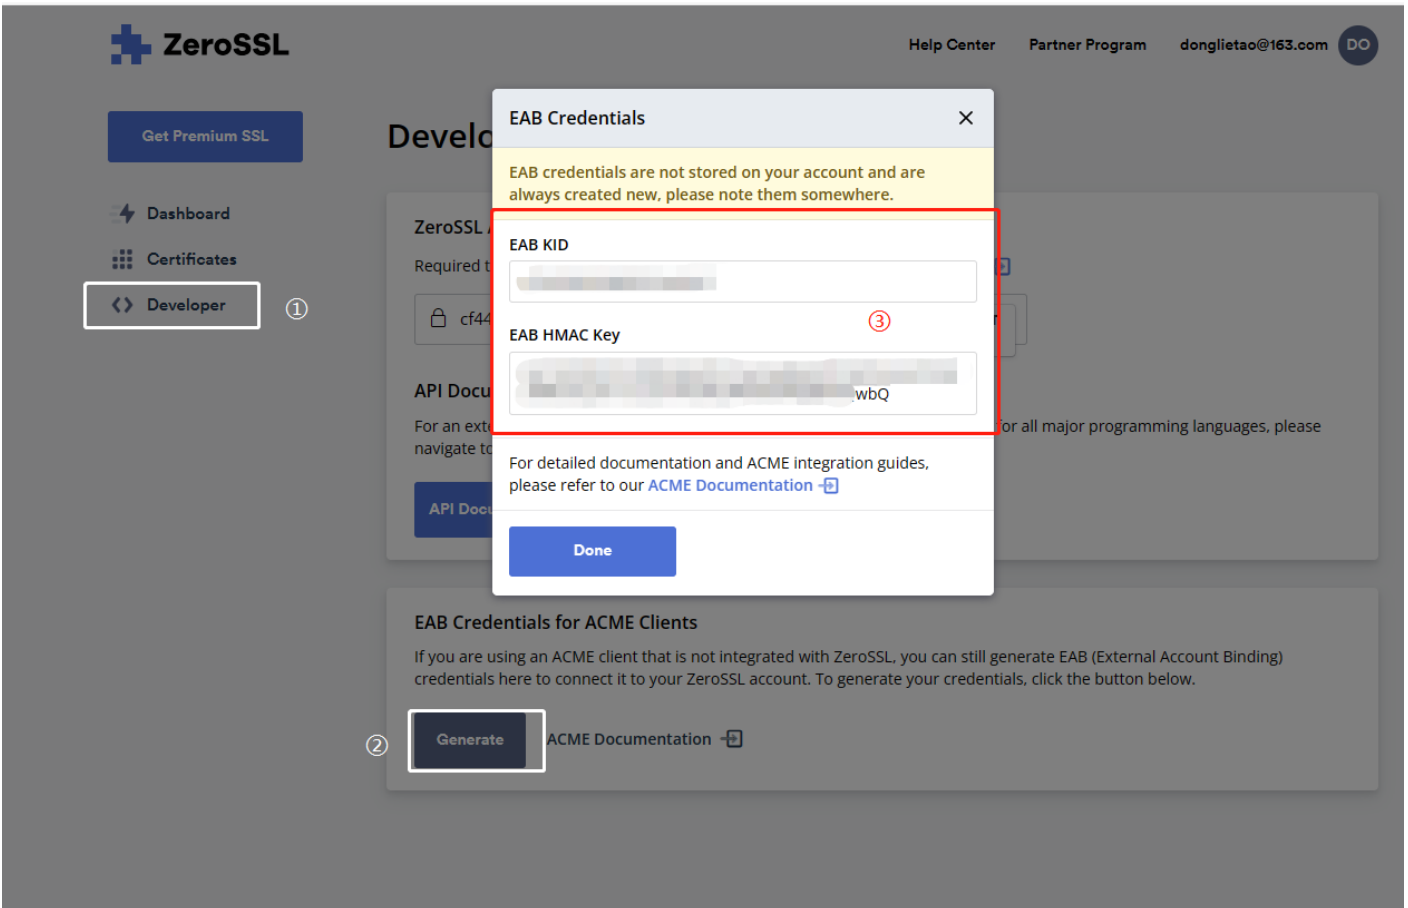 ZeroSSL
Help Center
Partner Program
donglietao@163.com
DO
Get Premium SSL
Dashboard
Certificates
Developer
①
Develo
ZeroSSL
Required t
cf44
API Docu
For an exte
for all major programming languages, please
navigate to
API Docu
EAB Credentials
EAB credentials are not stored on your account and are
always created new, please note them somewhere.
EAB KID
③
EAB HMAC Key
wbQ
For detailed documentation and ACME integration guides,
please refer to our ACME Documentation
Done
EAB Credentials for ACME Clients
If you are using an ACME client that is not integrated with ZeroSSL, you can still generate EAB (External Account Binding)
credentials here to connect it to your ZeroSSL account. To generate your credentials, click the button below.
②
Generate
ACME Documentation